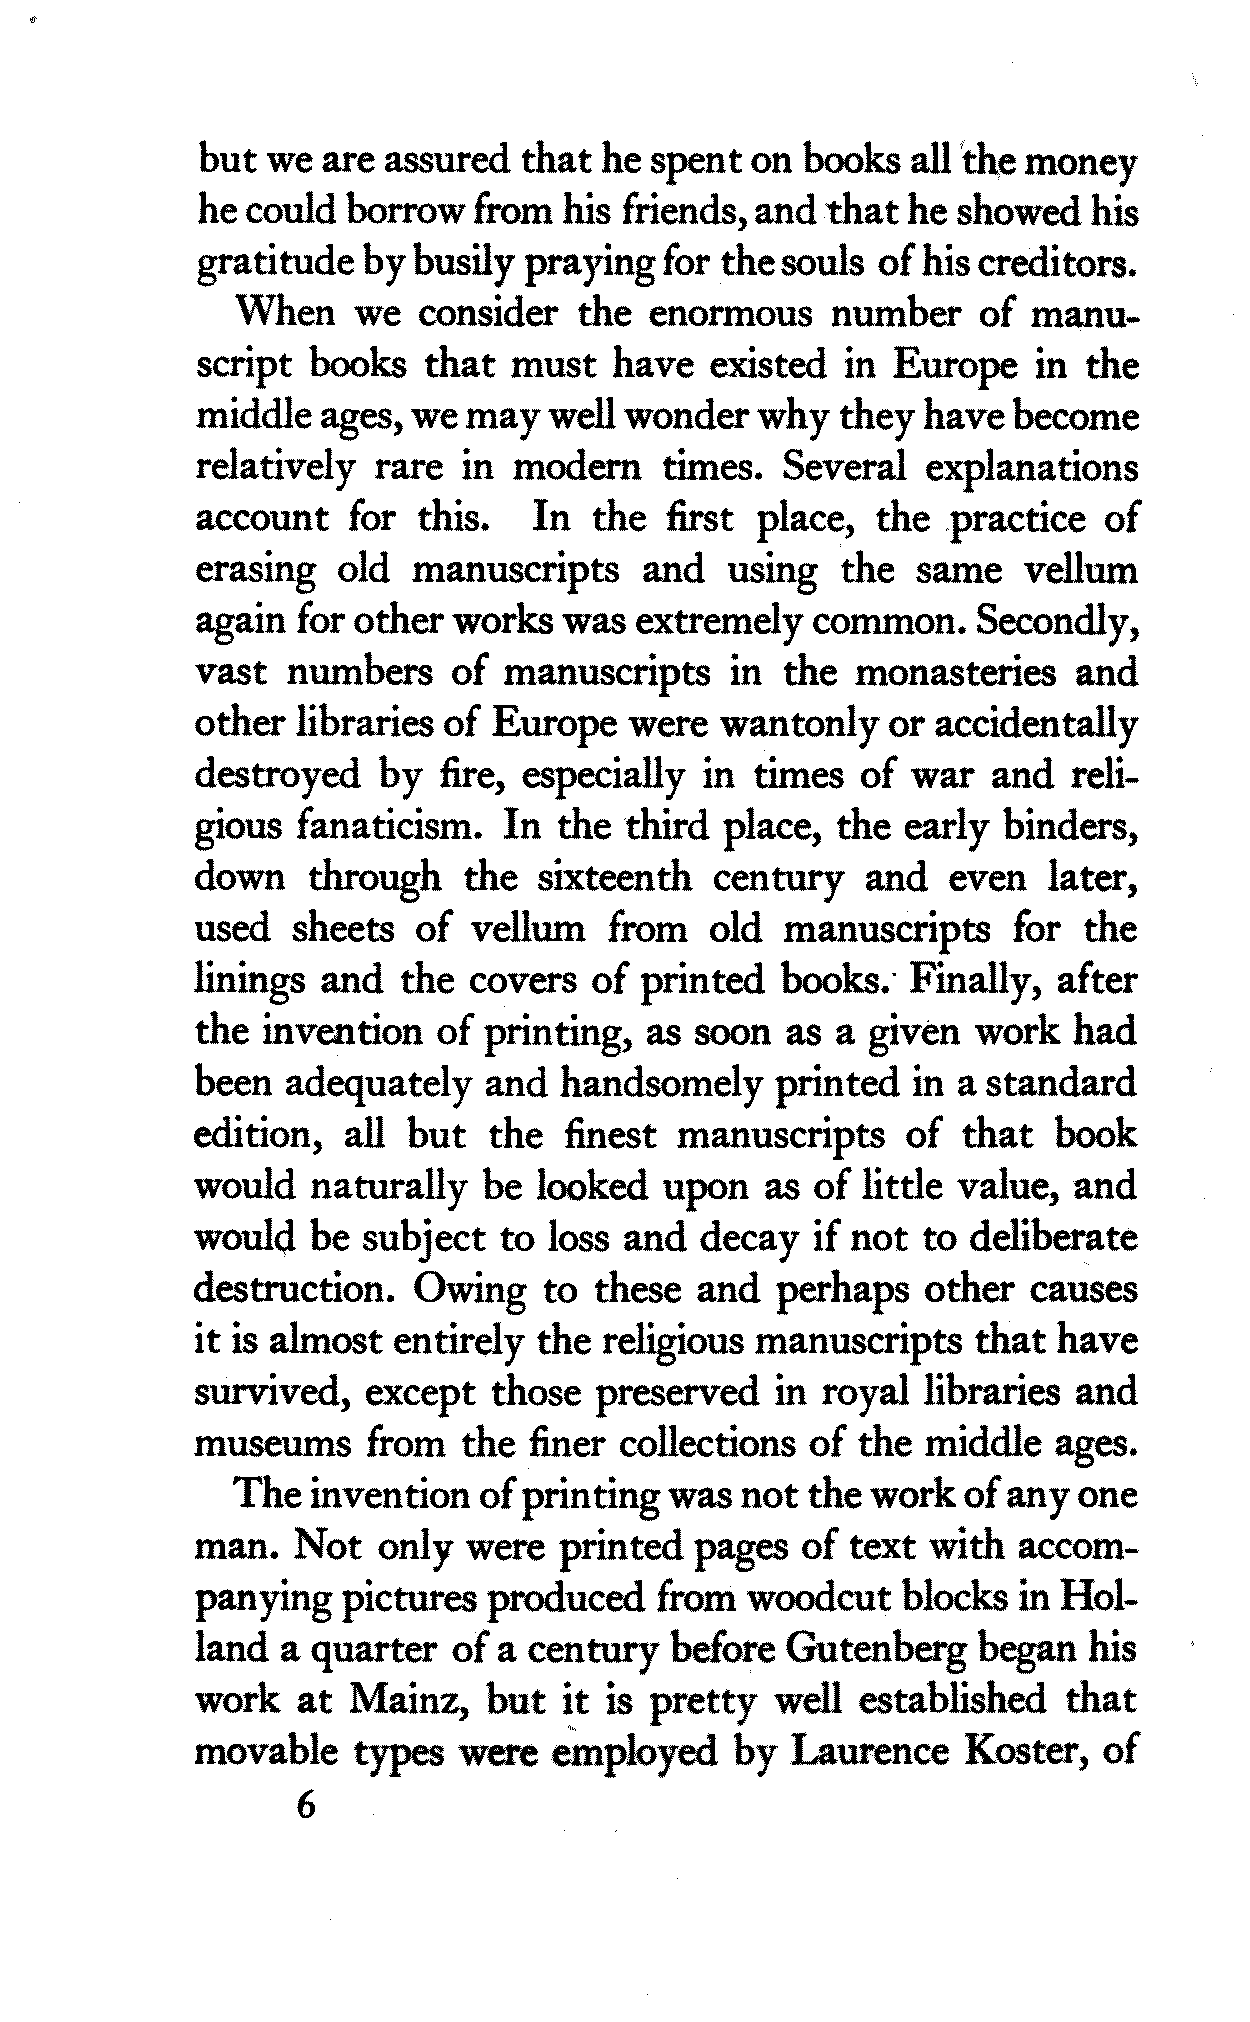 but we are assured that he spent on books all the money
he could borrow from his friends, and that he showed his
gratitude by busily praying for the souls of his creditors.
When we consider the enormous number of manu-
script books that must have existed in Europe in the
middle ages, we may well wonder why they have become
relatively rare in modern times. Several explanations
account for this. In the first place, the practice of
erasing old manuscripts and using the same vellum
again for other works was extremely common. Secondly,
vast numbers of manuscripts in the monasteries and
other libraries of Europe were wantonly or accidentally
destroyed by fire, especially in times of war and reli-
gious fanaticism. In the third place, the early binders,
down through the sixteenth century and even later,
used sheets of vellum from old manuscripts for the
linings and the covers of printed books. Finally, after
the invention of printing, as soon as a given work had
been adequately and handsomely printed in a standard
edition, all but the finest manuscripts of that book
would naturally be looked upon as of little value, and
would be subject to loss and decay if not to deliberate
destruction. Owing to these and perhaps other causes
it is almost entirely the religious manuscripts that have
survived, except those preserved in royal libraries and
museums from the finer collections of the middle ages.
The invention of printing was not the work of any one
man. Not only were printed pages of text with accom-
panying pictures produced from woodcut blocks in Hol-
land a quarter of a century before Gutenberg began his
work at Mainz, but it is pretty well established that
movable types were employed by Laurence Koster, of
6